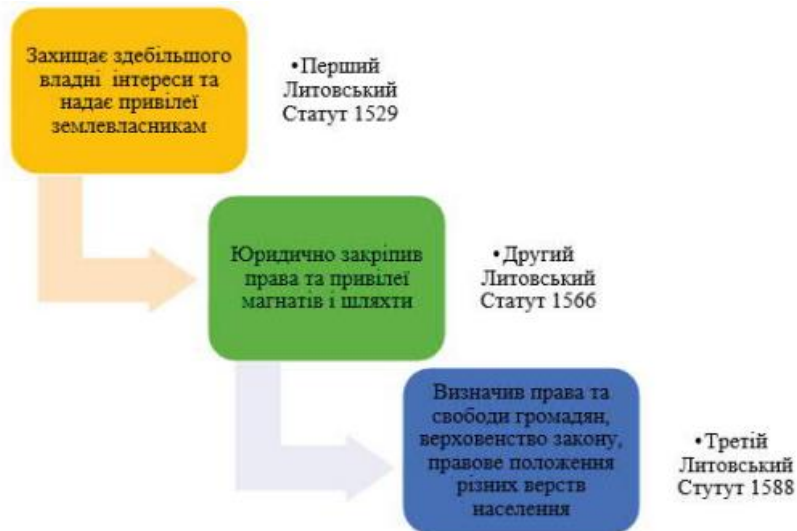 Захищає здебільшого
владні інтереси та
надає привілеї
землевласникам
•Перший
Литовський
Статут 1529
Юридично закріпив
права та привілеї
магнатів і шляхти
•Другий
Литовський
Статут 1566
Визначив права та
свободи громадян,
верховенство закону,
правове положення
різних верств
населення
•Третій
Литовський
Стутут 1588